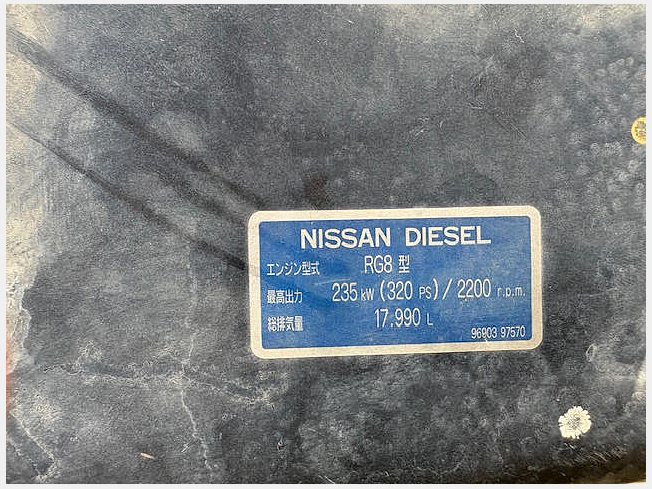 NISSAN DIESEL
エンジン型式 RG8 型
最高出力 235 kW (320 PS) / 2200 r.p.m.
総排気量 17.990 L
96903 97570